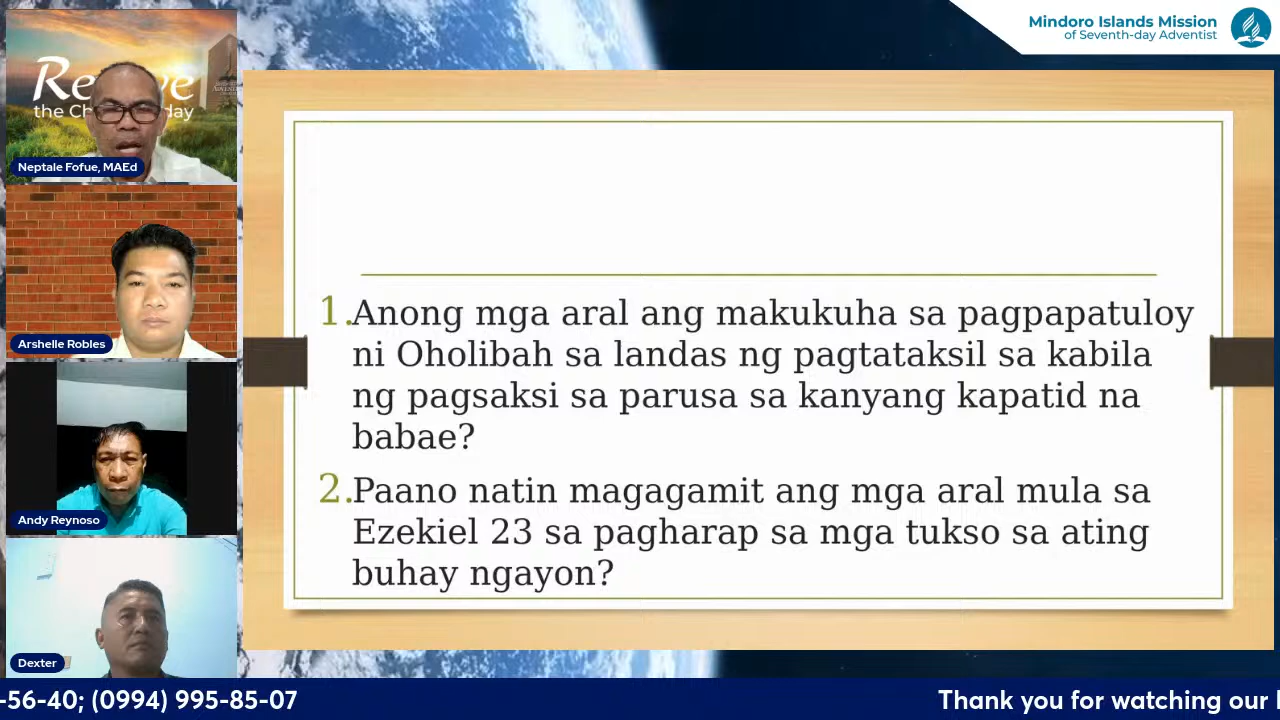 Mindoro Islands Mission
of Seventh-day Adventist
the Ch day
Neptale Fofue, MAEd
Arshelle Robles
Andy Reynoso
Dexter
1. Anong mga aral ang makukuha sa pagpapatuloy
ni Oholibah sa landas ng pagtataksil sa kabila
ng pagsaksi sa parusa sa kanyang kapatid na
babae?
2. Paano natin magagamit ang mga aral mula sa
Ezekiel 23 sa pagharap sa mga tukso sa ating
buhay ngayon?
-56-40; (0994) 995-85-07
Thank you for watching our